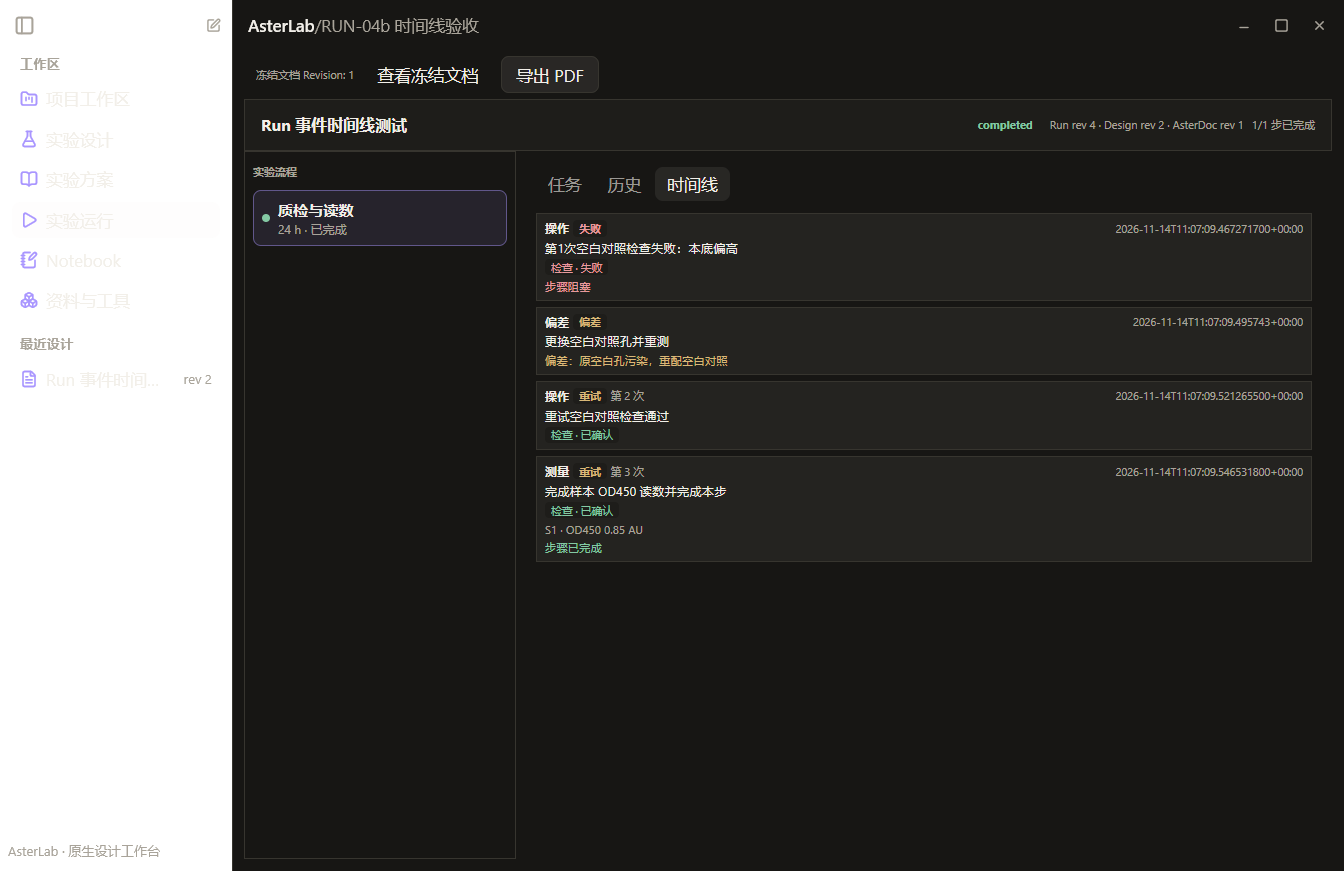 AsterLab/RUN-04b 时间线验收
工作区
项目工作区
实验设计
实验方案
实验运行
Notebook
资料与工具
最近设计
Run 事件时间... rev 2
AsterLab · 原生设计工作台
冻结文档 Revision: 1 查看冻结文档 导出 PDF
Run 事件时间线测试 completed Run rev 4 · Design rev 2 · AsterDoc rev 1 1/1 步已完成
实验流程
质检与读数
24 h · 已完成
任务 历史 时间线
操作 失败 2026-11-14T11:07:09.467271700+00:00
第1次空白对照检查失败：本底偏高
检查 · 失败
步骤阻塞
偏差 偏差 2026-11-14T11:07:09.495743+00:00
更换空白对照孔并重测
偏差：原空白孔污染，重配空白对照
操作 重试 第 2 次 2026-11-14T11:07:09.521265500+00:00
重试空白对照检查通过
检查 · 已确认
测量 重试 第 3 次 2026-11-14T11:07:09.546531800+00:00
完成样本 OD450 读数并完成本步
检查 · 已确认
S1 · OD450 0.85 AU
步骤已完成